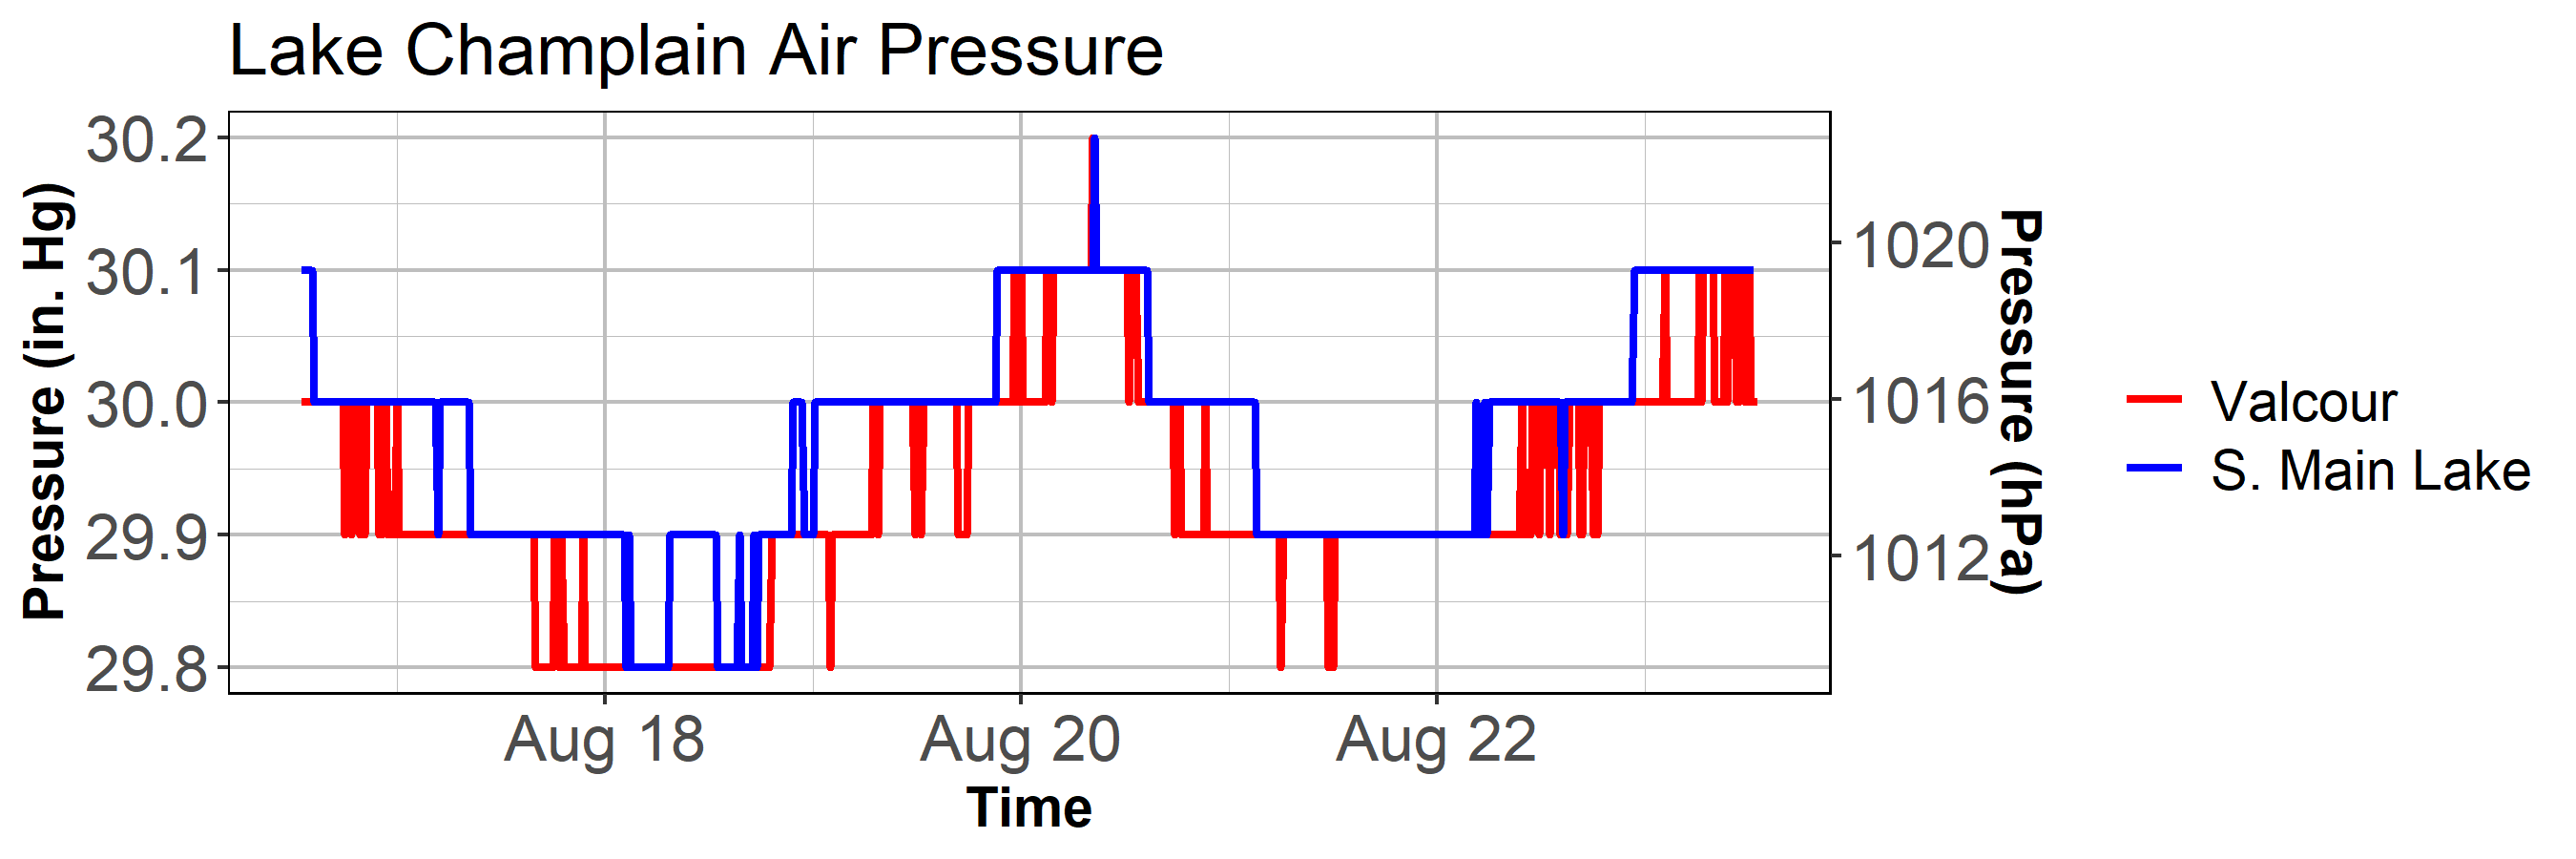 Lake Champlain Air Pressure
30.2
30.1
30.0
29.9
29.8
Pressure (in. Hg)
1020
1016
1012
Pressure (hPa)
Aug 18
Aug 20
Aug 22
Time
Valcour
S. Main Lake